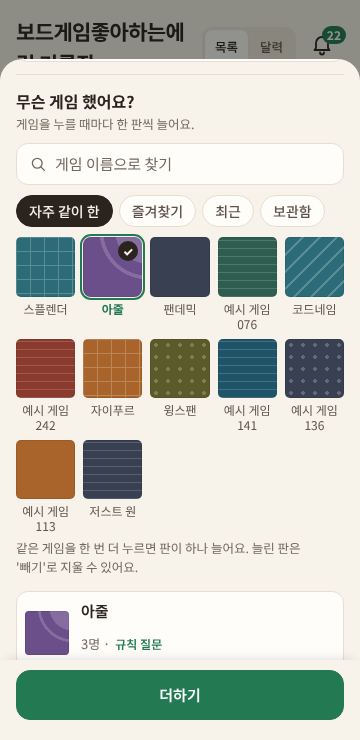 보드게임좋아하는에
목록
달력
22
무슨 게임 했어요?
게임을 누를 때마다 한 판씩 늘어요.
게임 이름으로 찾기
자주 같이 한
즐겨찾기
최근
보관함
스플렌더
아줄
팬데믹
예시 게임
076
코드네임
예시 게임
242
자이푸르
윙스팬
예시 게임
141
예시 게임
136
예시 게임
113
저스트 원
같은 게임을 한 번 더 누르면 판이 하나 늘어요. 늘린 판은
'빼기'로 지울 수 있어요.
아줄
3명 · 규칙 질문
더하기